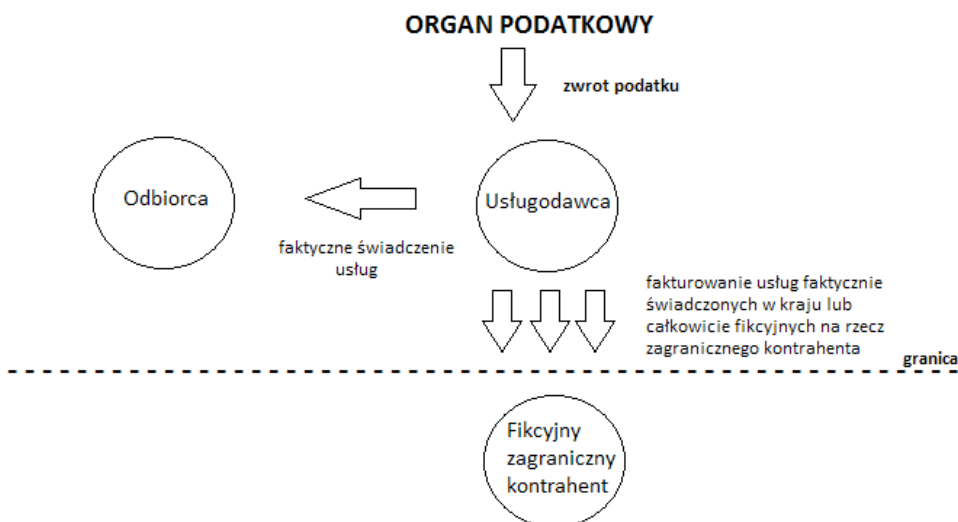 ORGAN PODATKOWY
zwrot podatku
Odbiorca
Usługodawca
faktyczne świadczenie
usług
fakturowanie usług faktycznie
świadczonych w kraju lub
całkowicie fikcyjnych na rzecz
zagranicznego kontrahenta
granica
Fikcyjny
zagraniczny
kontrahent